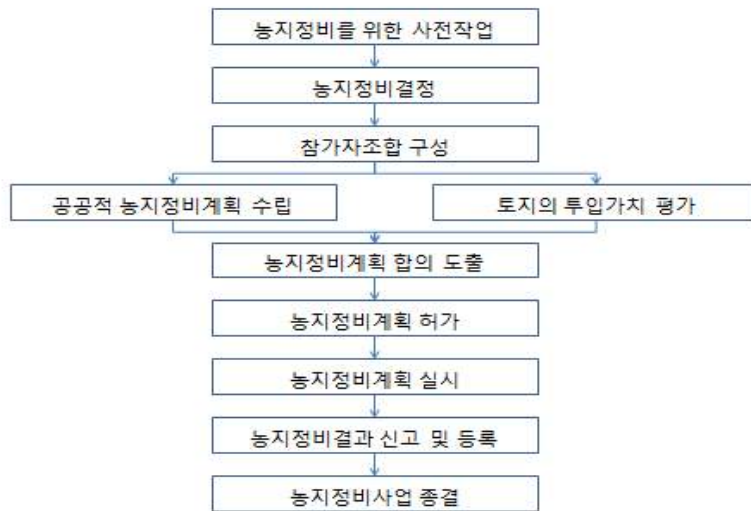 농지정비를 위한 사전작업
농지정비결정
참가자조합 구성
공공적 농지정비계획 수립
토지의 투입가치 평가
농지정비계획 합의 도출
농지정비계획 허가
농지정비계획 실시
농지정비결과 신고 및 등록
농지정비사업 종결